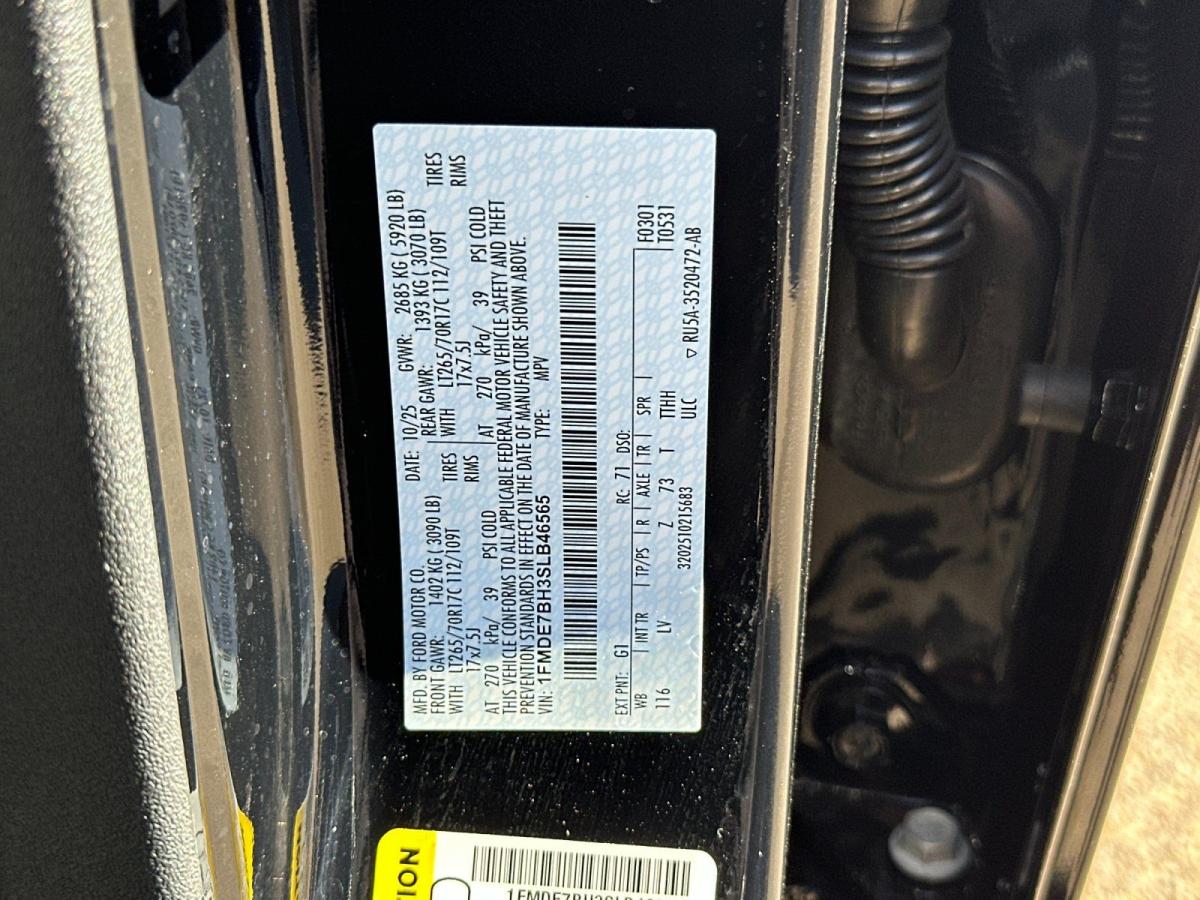 MFD. BY FORD MOTOR CO. DATE: 10/25 GVWR: 2685 KG ( 5920 LB)
FRONT GAWR: 1402 KG ( 3090 LB) REAR GAWR: 1393 KG ( 3070 LB)
WITH LT265/70R17C 112/109T TIRES WITH LT265/70R17C 112/109T TIRES
17x7.5J RIMS 17x7.5J RIMS
AT 270 kPa/ 39 PSI COLD AT 270 kPa/ 39 PSI COLD
THIS VEHICLE CONFORMS TO ALL APPLICABLE FEDERAL MOTOR VEHICLE SAFETY AND THEFT
PREVENTION STANDARDS IN EFFECT ON THE DATE OF MANUFACTURE SHOWN ABOVE.
VIN: 1FMDE7BH3SLB46565 TYPE: MPV
EXT PNT: G1 RC: 71 DSO: F0301
WB INT TR TP/PS R AXLE TR SPR T0531
116 LV Z 73 T TTHH
3202510215683 ULC
▽ RU5A-3520472-AB
TION